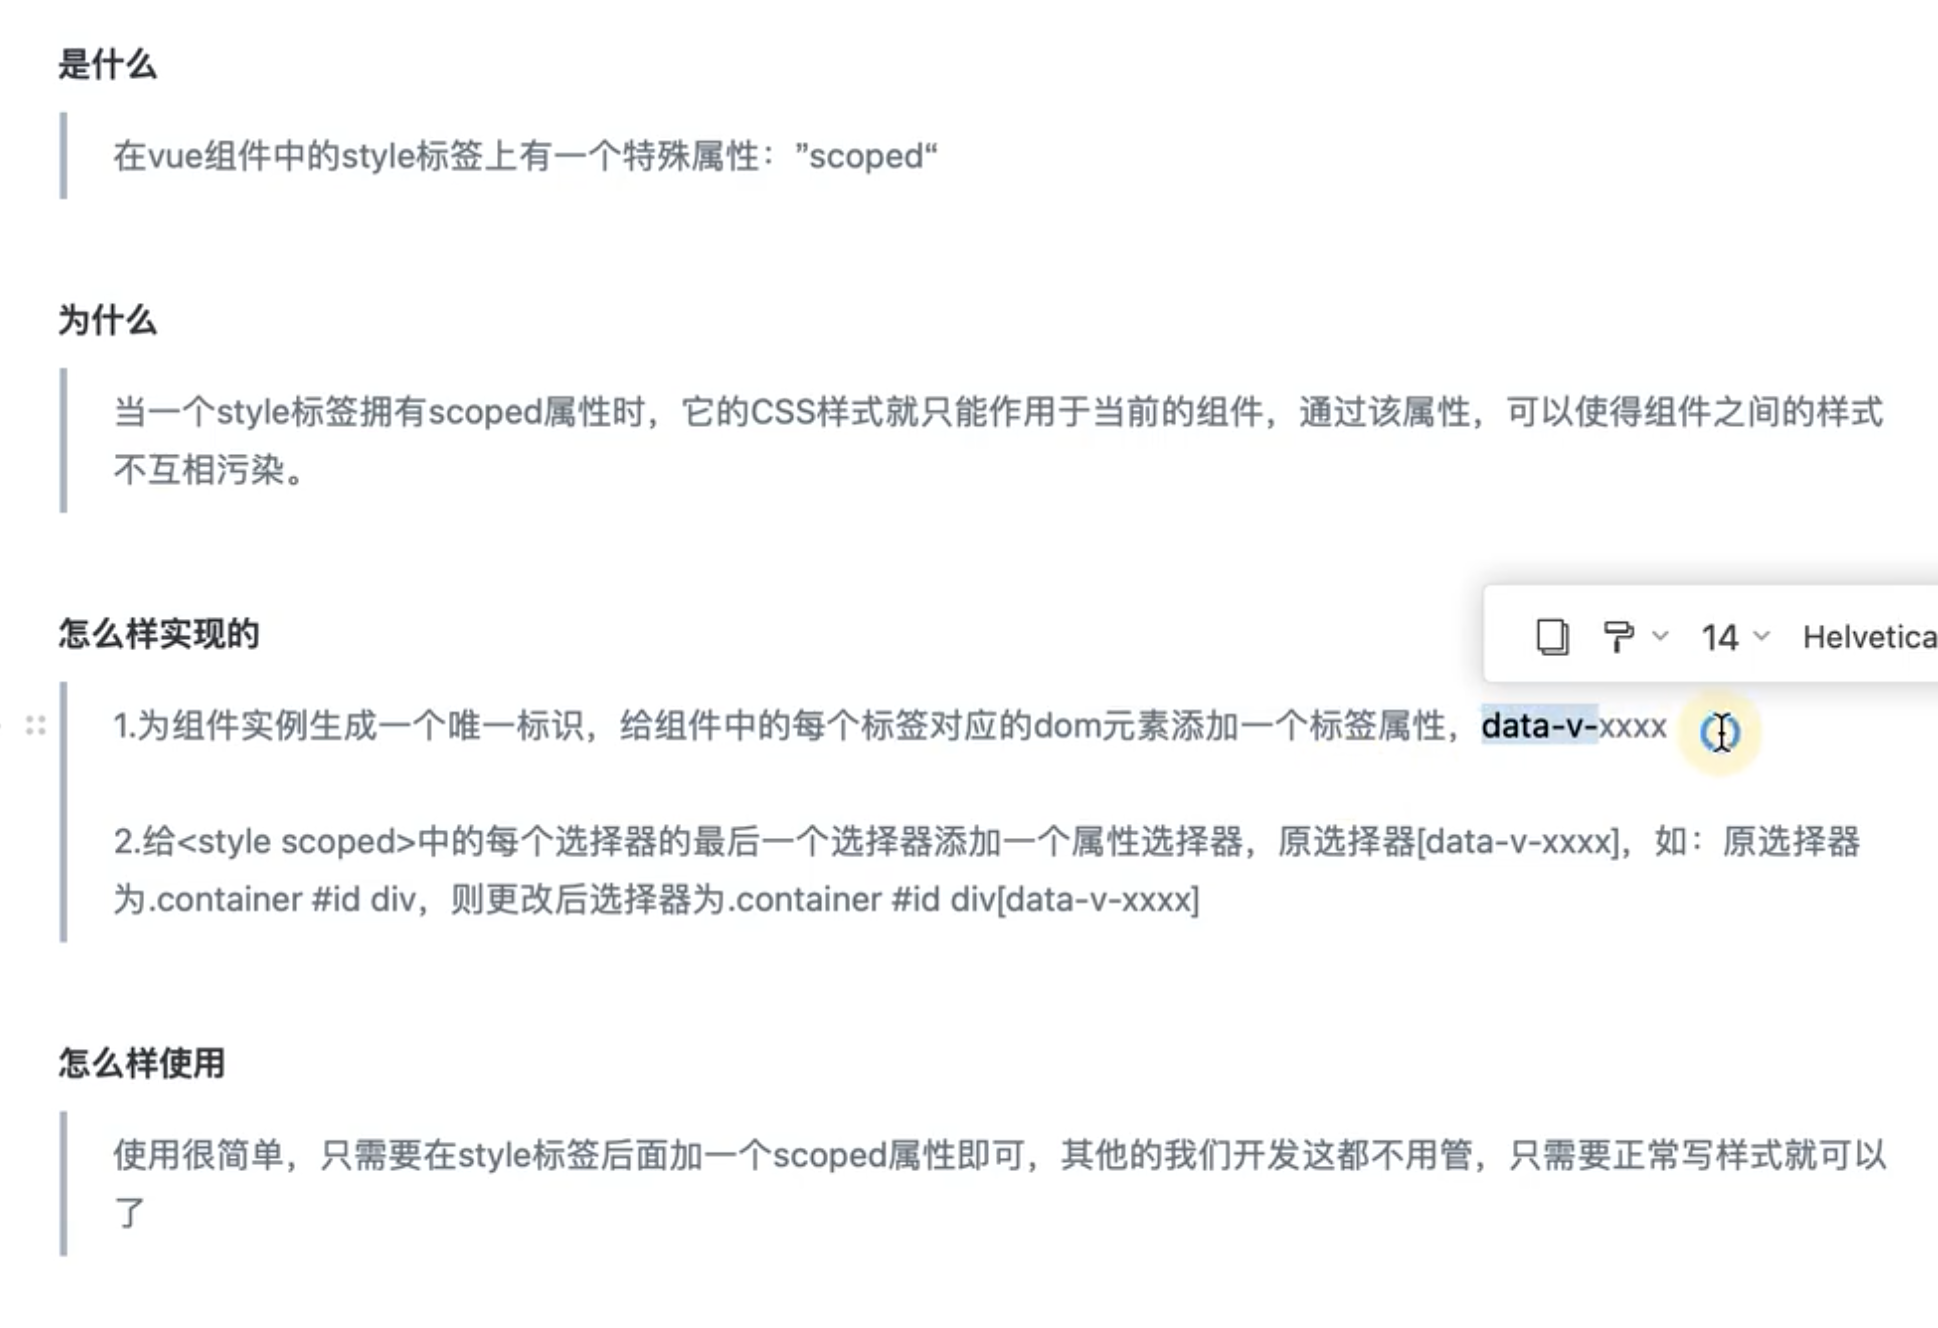 是什么
在vue组件中的style标签上有一个特殊属性：”scoped“
为什么
当一个style标签拥有scoped属性时，它的CSS样式就只能作用于当前的组件，通过该属性，可以使得组件之间的样式
不互相污染。
怎么样实现的
14 Helvetica
1.为组件实例生成一个唯一标识，给组件中的每个标签对应的dom元素添加一个标签属性，data-v-xxxx
2.给<style scoped>中的每个选择器的最后一个选择器添加一个属性选择器，原选择器[data-v-xxxx]，如：原选择器
为.container #id div，则更改后选择器为.container #id div[data-v-xxxx]
怎么样使用
使用很简单，只需要在style标签后面加一个scoped属性即可，其他的我们开发这都不用管，只需要正常写样式就可以
了